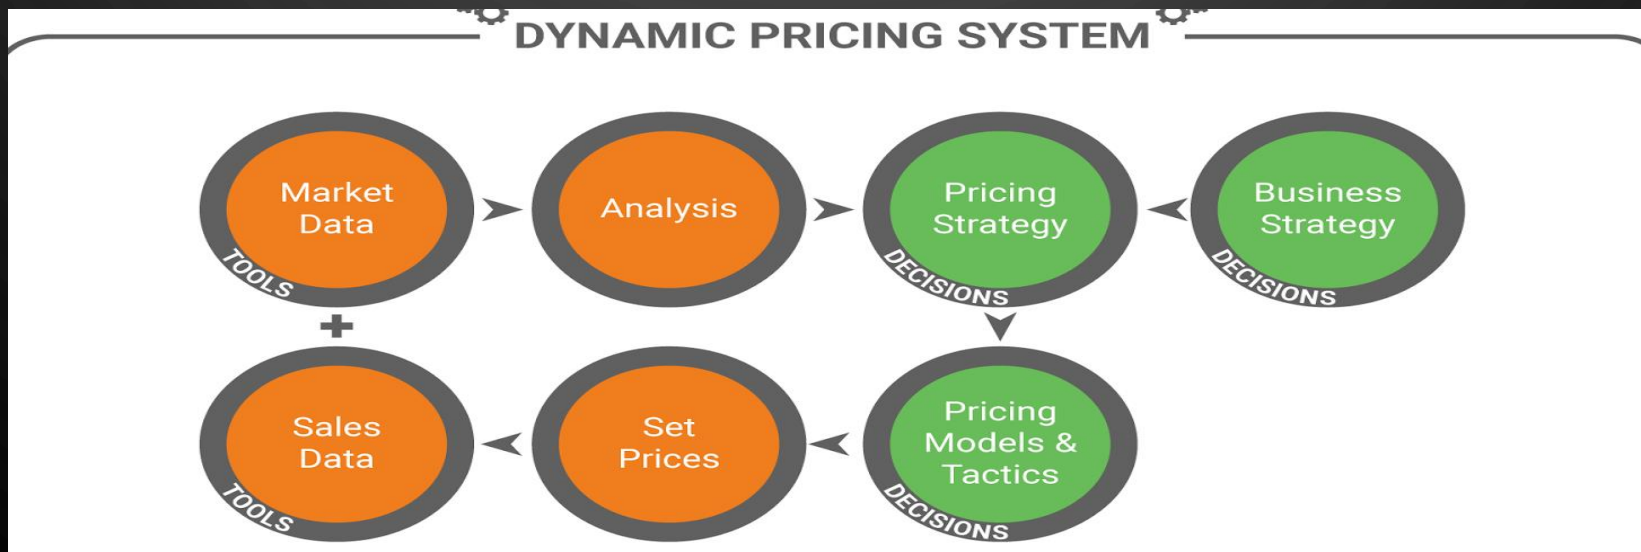 DYNAMIC PRICING SYSTEM
Market
Data
TOOLS
Analysis
Pricing
Strategy
DECISIONS
Business
Strategy
DECISIONS
Sales
Data
TOOLS
Set
Prices
Pricing
Models &
Tactics
DECISIONS